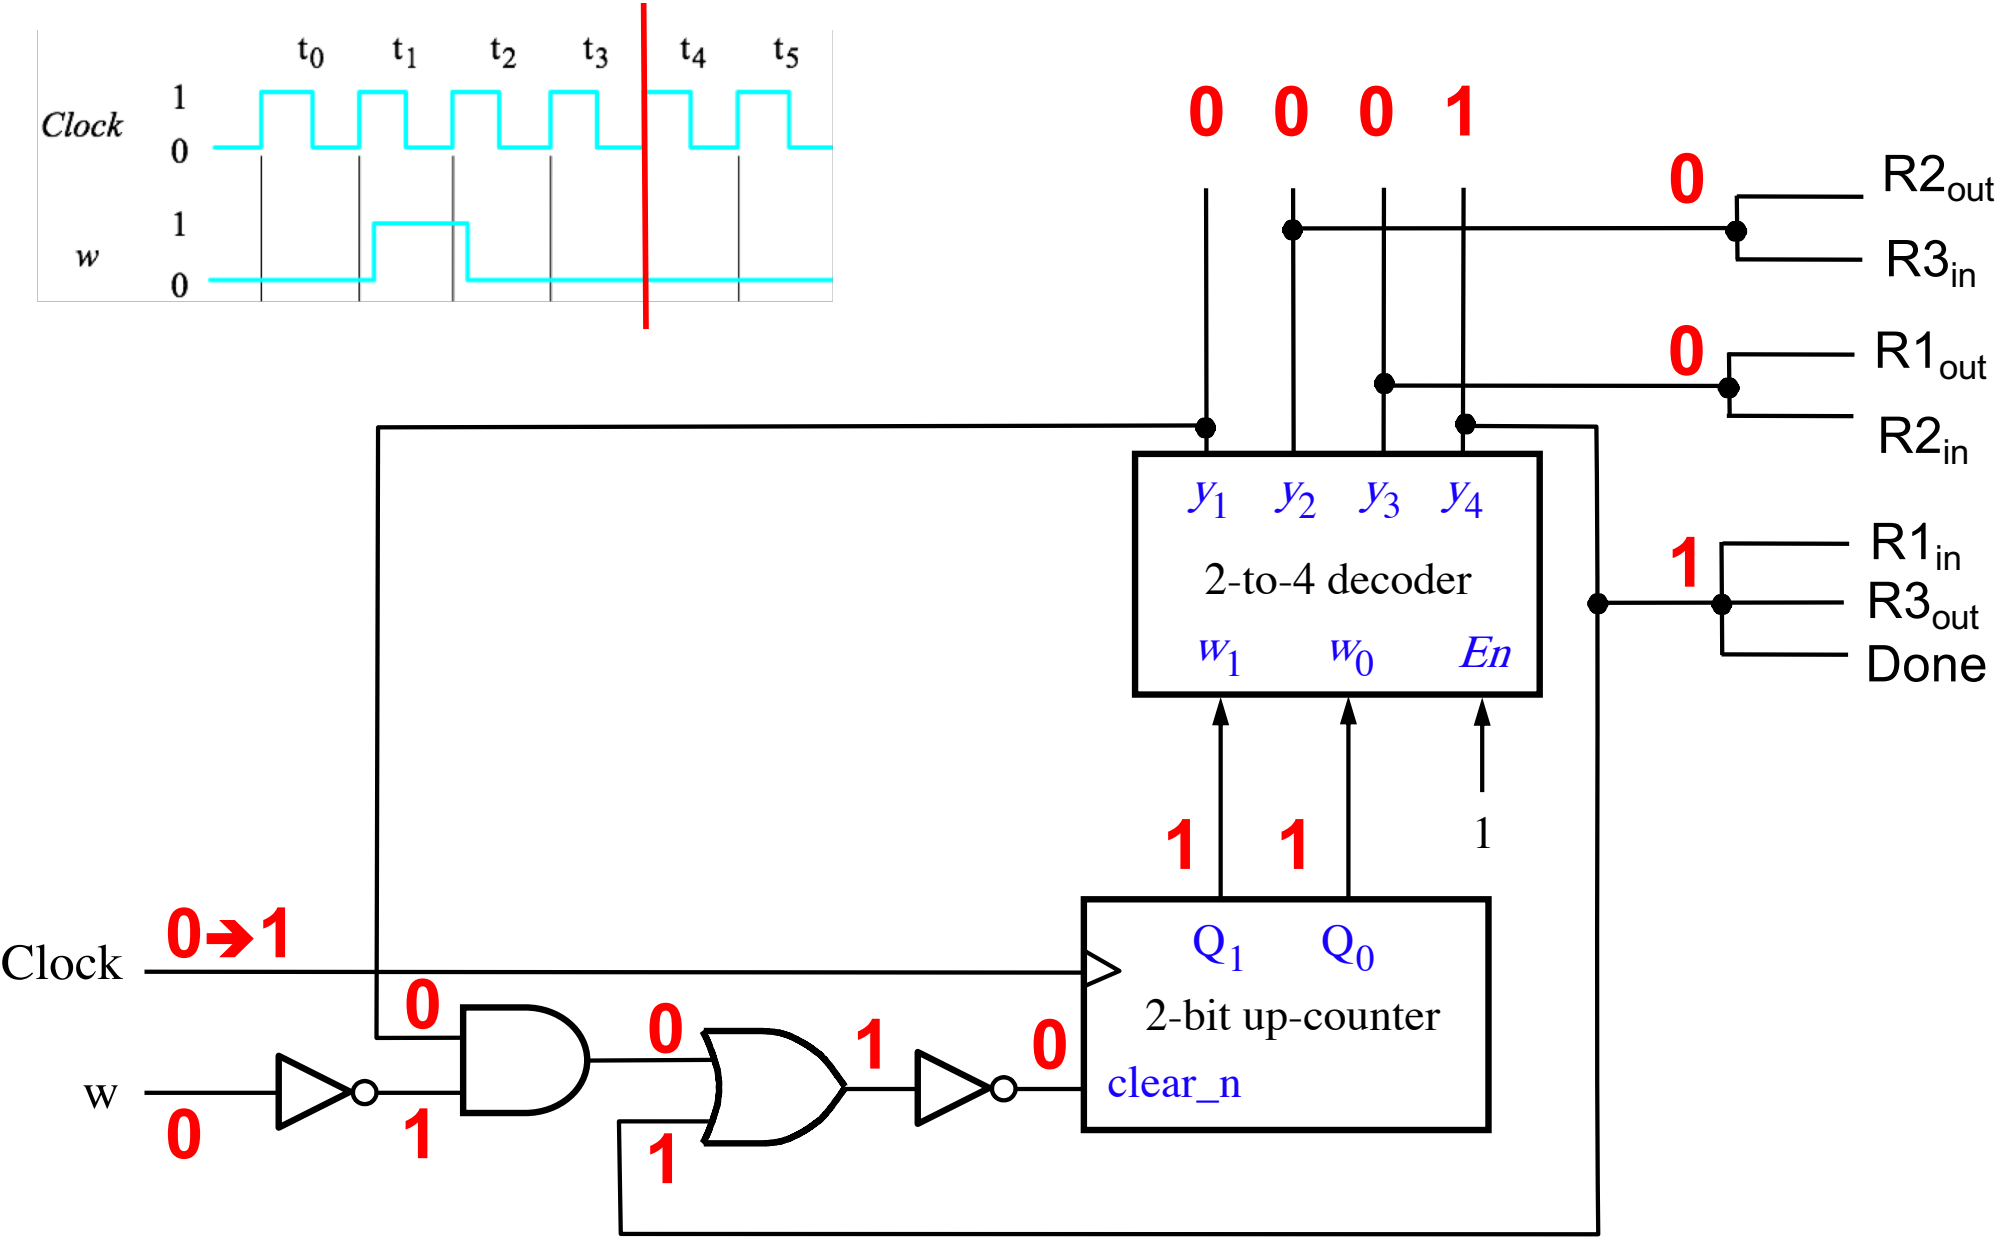 t0 t1 t2 t3 t4 t5
1
Clock
0
1
w
0
0 0 0 1
0
R2out
R3in
0
R1out
R2in
y1 y2 y3 y4
2-to-4 decoder
w1 w0 En
1
R1in
R3out
Done
1 1
1
0➔1
Clock
Q1 Q0
2-bit up-counter
clear_n
0
0
1
0
w
0
1
1